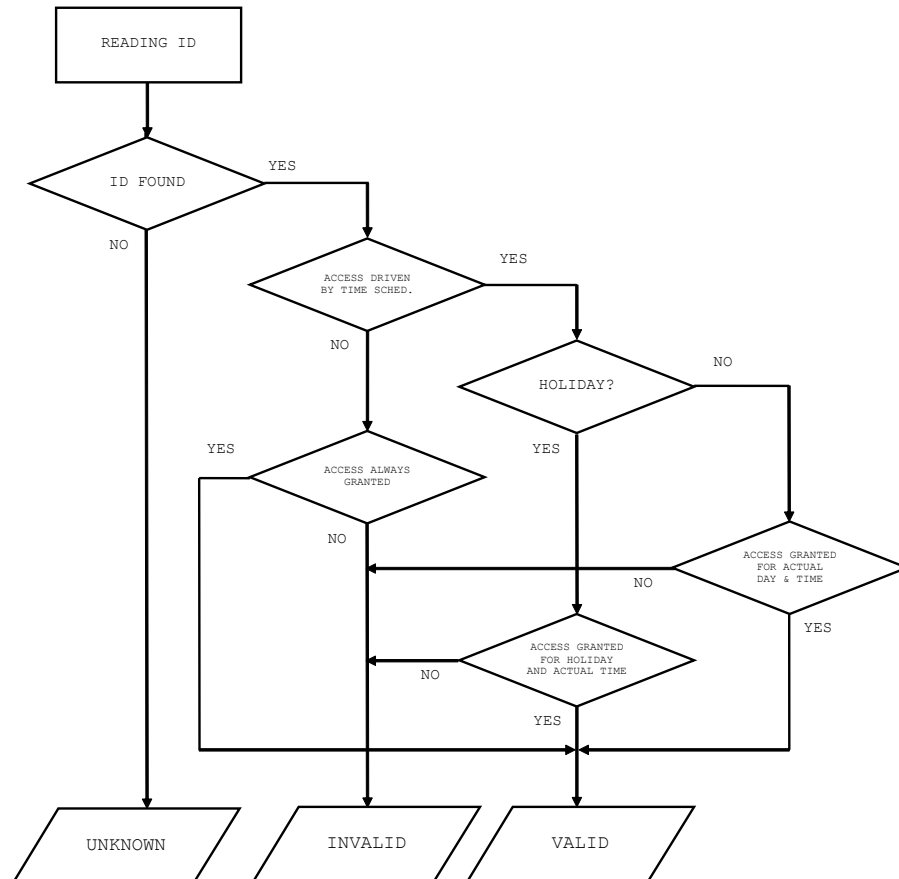 READING ID
YES
ID FOUND
NO
YES
ACCESS DRIVEN
BY TIME SCHED.
NO
NO
HOLIDAY?
YES
YES
ACCESS ALWAYS
GRANTED
NO
ACCESS GRANTED
FOR ACTUAL
DAY & TIME
NO
YES
ACCESS GRANTED
FOR HOLIDAY
AND ACTUAL TIME
NO
YES
UNKNOWN
INVALID
VALID